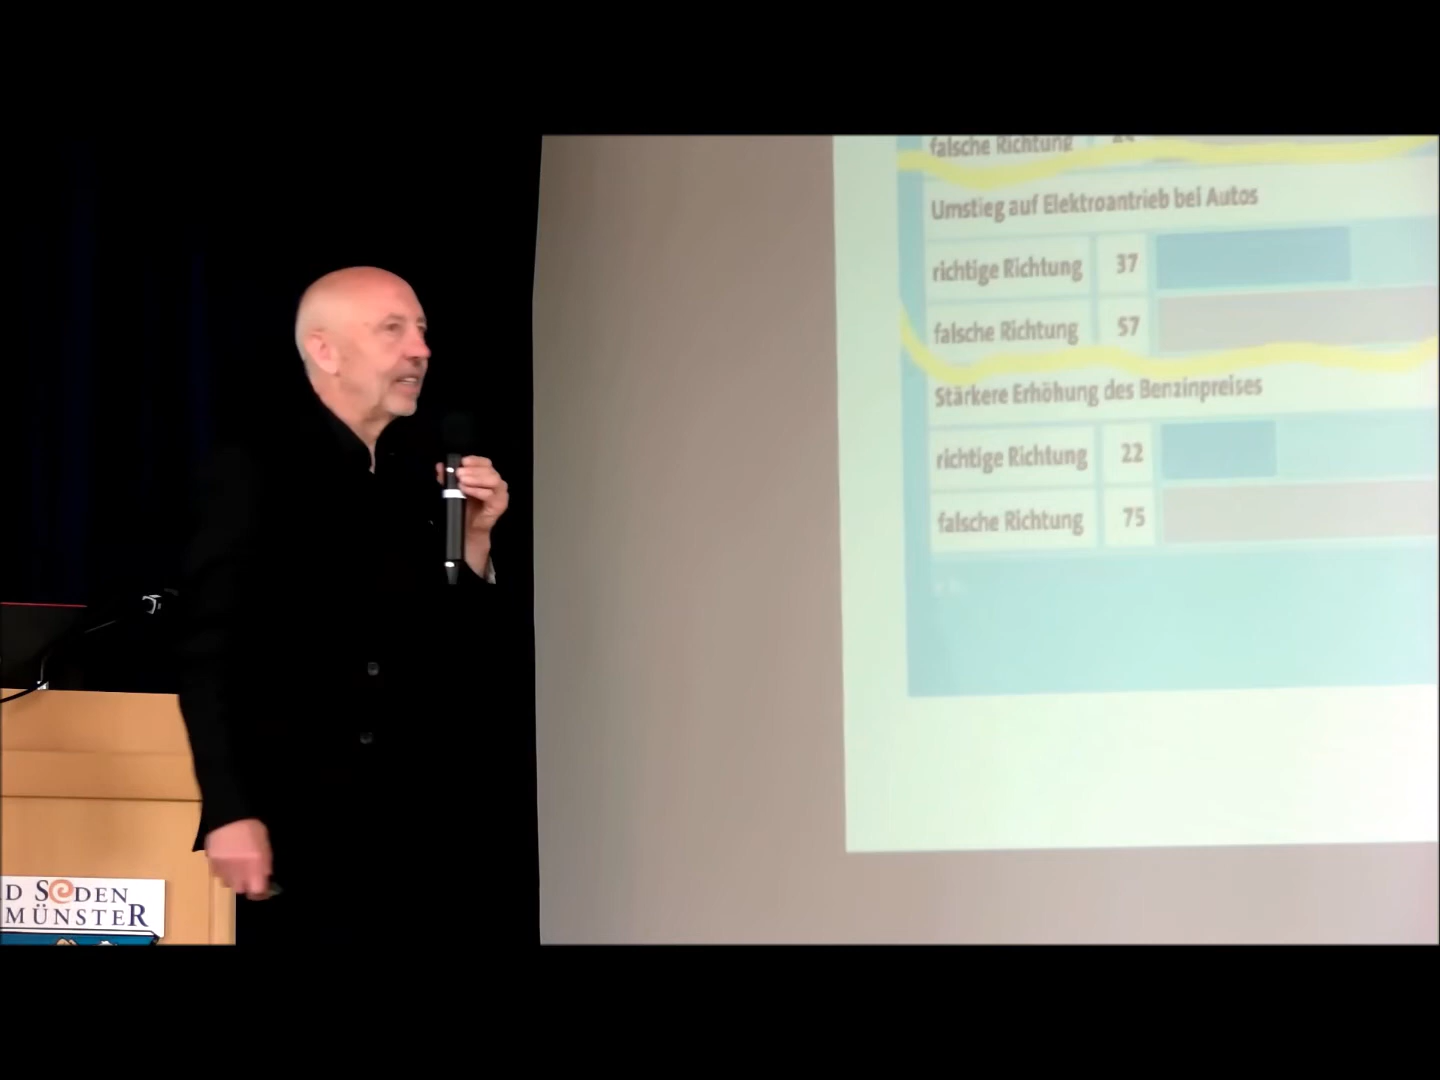 falsche Richtung
Umstieg auf Elektroantrieb bei Autos
richtige Richtung 37
falsche Richtung 57
Stärkere Erhöhung des Benzinpreises
richtige Richtung 22
falsche Richtung 75
D SODEN
MÜNSTER